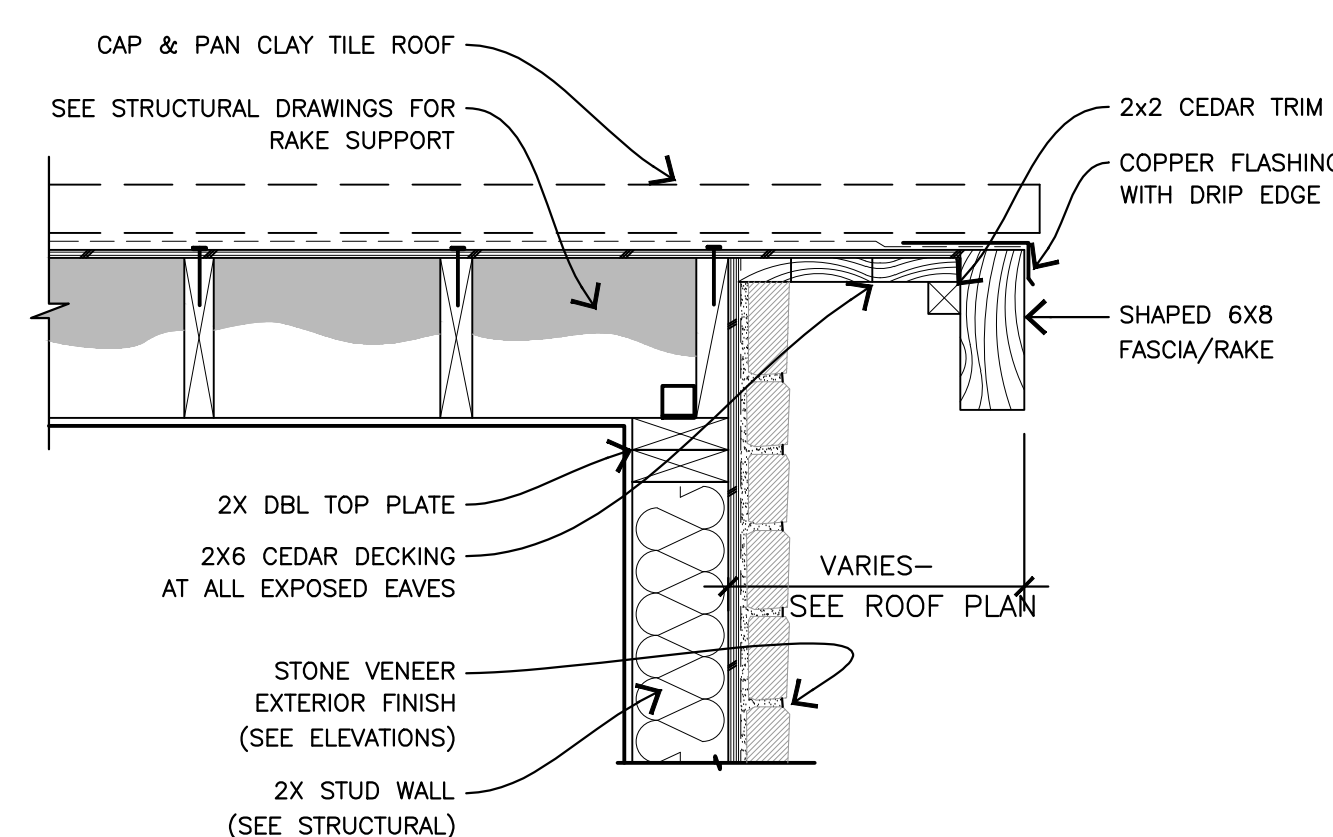 CAP & PAN CLAY TILE ROOF
SEE STRUCTURAL DRAWINGS FOR
RAKE SUPPORT
2x2 CEDAR TRIM
COPPER FLASHING
WITH DRIP EDGE
SHAPED 6X8
FASCIA/RAKE
2X DBL TOP PLATE
2X6 CEDAR DECKING
AT ALL EXPOSED EAVES
VARIES–
SEE ROOF PLAN
STONE VENEER
EXTERIOR FINISH
(SEE ELEVATIONS)
2X STUD WALL
(SEE STRUCTURAL)